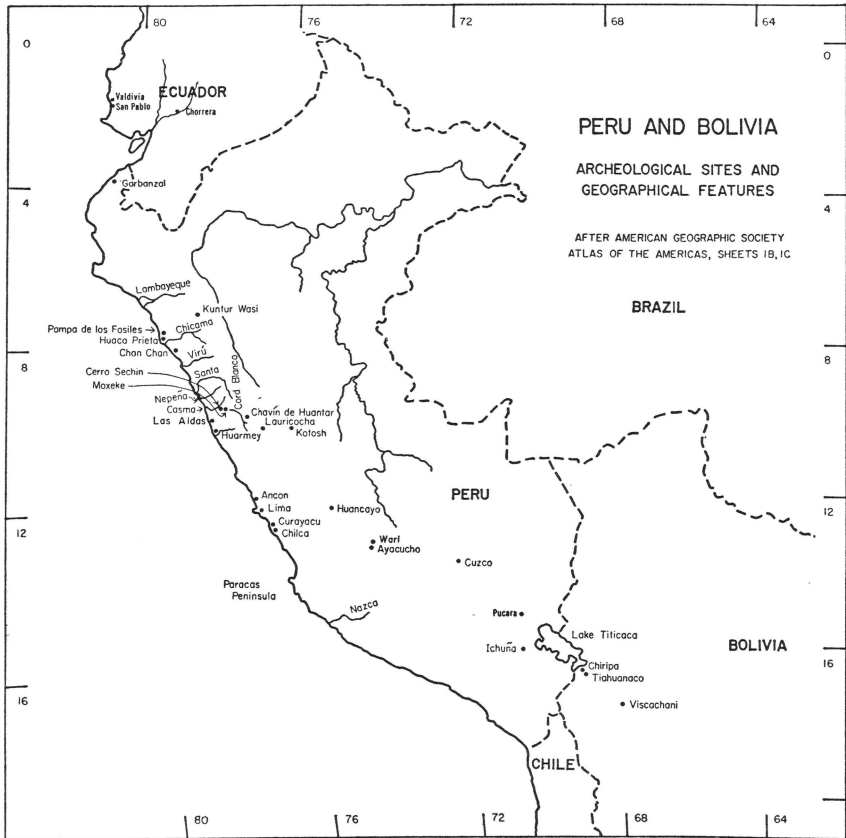 80
76
72
68
64
0
0
ECUADOR
Valdivia
San Pablo
Chorrera
PERU AND BOLIVIA
ARCHEOLOGICAL SITES AND
GEOGRAPHICAL FEATURES
Garbanzal
4
4
AFTER AMERICAN GEOGRAPHIC SOCIETY
ATLAS OF THE AMERICAS, SHEETS 1B, 1C
Lambayeque
BRAZIL
Kuntur Wasi
Pampa de los Fosiles
Chicama
Huaca Prieta
Chan Chan
Virú
8
8
Cerro Sechin
Santa
Moxeke
Cord. Blanca
Nepeña
Casma
Chavín de Huantar
Las Aldas
Lauricocha
Huarmey
Kotosh
PERU
Ancon
Lima
Huancayo
12
12
Curayacu
Chilca
Wari
Ayacucho
Cuzco
Paracas
Peninsula
Nazca
Pucara
Lake Titicaca
Ichuña
BOLIVIA
16
Chiripa
Tiahuanaco
16
Viscachani
CHILE
80
76
72
68
64